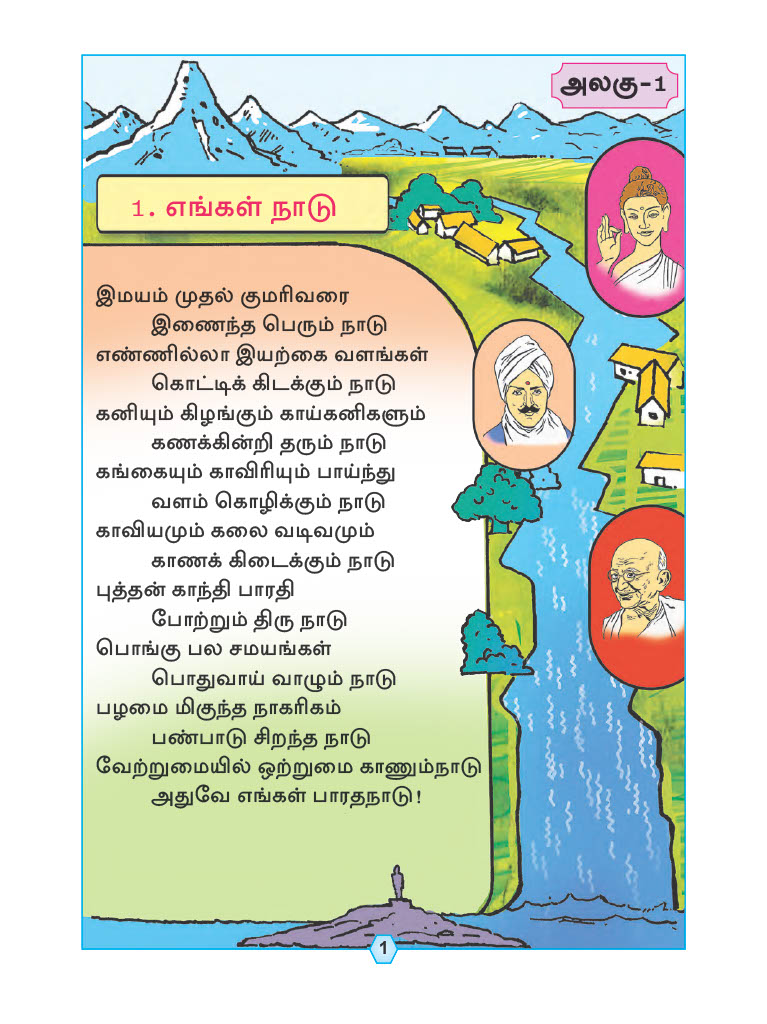 அலகு-1
1. எங்கள் நாடு
இமயம் முதல் குமரிவரை
இணைந்த பெரும் நாடு
எண்ணில்லா இயற்கை வளங்கள்
கொட்டிக் கிடக்கும் நாடு
கனியும் கிழங்கும் காய்கனிகளும்
கணக்கின்றி தரும் நாடு
கங்கையும் காவிரியும் பாய்ந்து
வளம் கொழிக்கும் நாடு
காவியமும் கலை வடிவமும்
காணக் கிடைக்கும் நாடு
புத்தன் காந்தி பாரதி
போற்றும் திரு நாடு
பொங்கு பல சமயங்கள்
பொதுவாய் வாழும் நாடு
பழமை மிகுந்த நாகரிகம்
பண்பாடு சிறந்த நாடு
வேற்றுமையில் ஒற்றுமை காணும்நாடு
அதுவே எங்கள் பாரதநாடு!
1